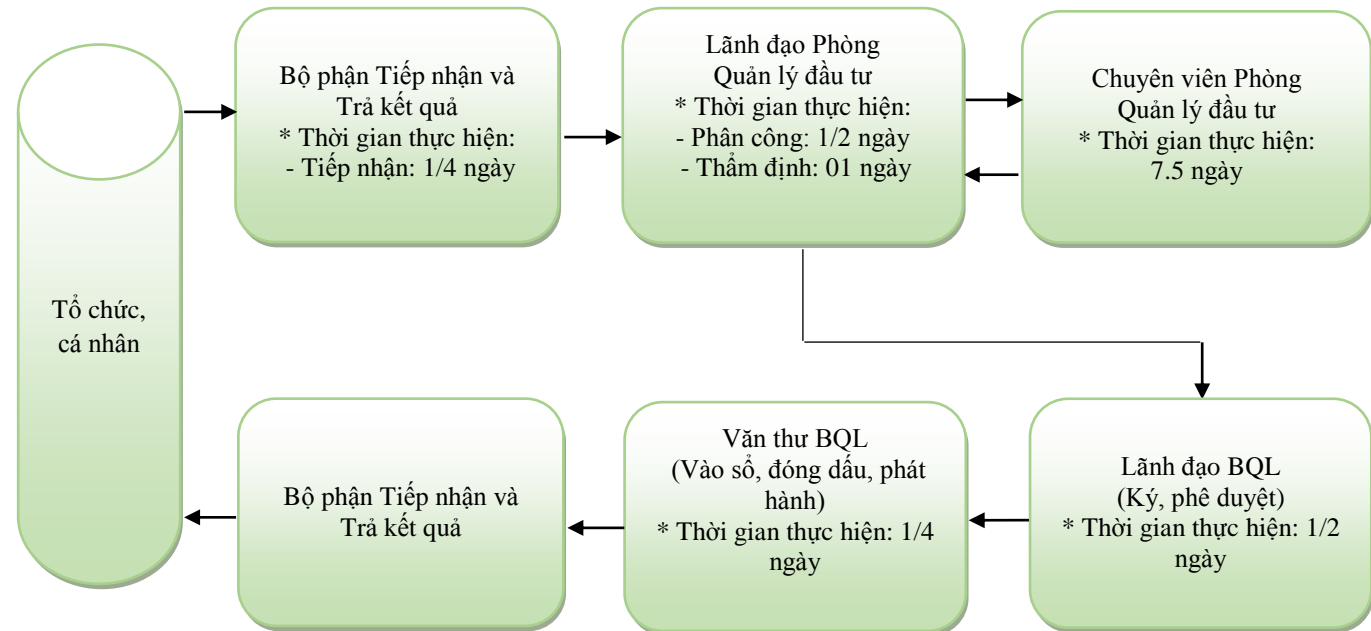 Bộ phận Tiếp nhận và
Trả kết quả
* Thời gian thực hiện:
- Tiếp nhận: 1/4 ngày
Lãnh đạo Phòng
Quản lý đầu tư
* Thời gian thực hiện:
- Phân công: 1/2 ngày
- Thẩm định: 01 ngày
Chuyên viên Phòng
Quản lý đầu tư
* Thời gian thực hiện:
7.5 ngày
Tổ chức,
cá nhân
Bộ phận Tiếp nhận và
Trả kết quả
Văn thư BQL
(Vào sổ, đóng dấu, phát
hành)
* Thời gian thực hiện: 1/4
ngày
Lãnh đạo BQL
(Ký, phê duyệt)
* Thời gian thực hiện: 1/2
ngày